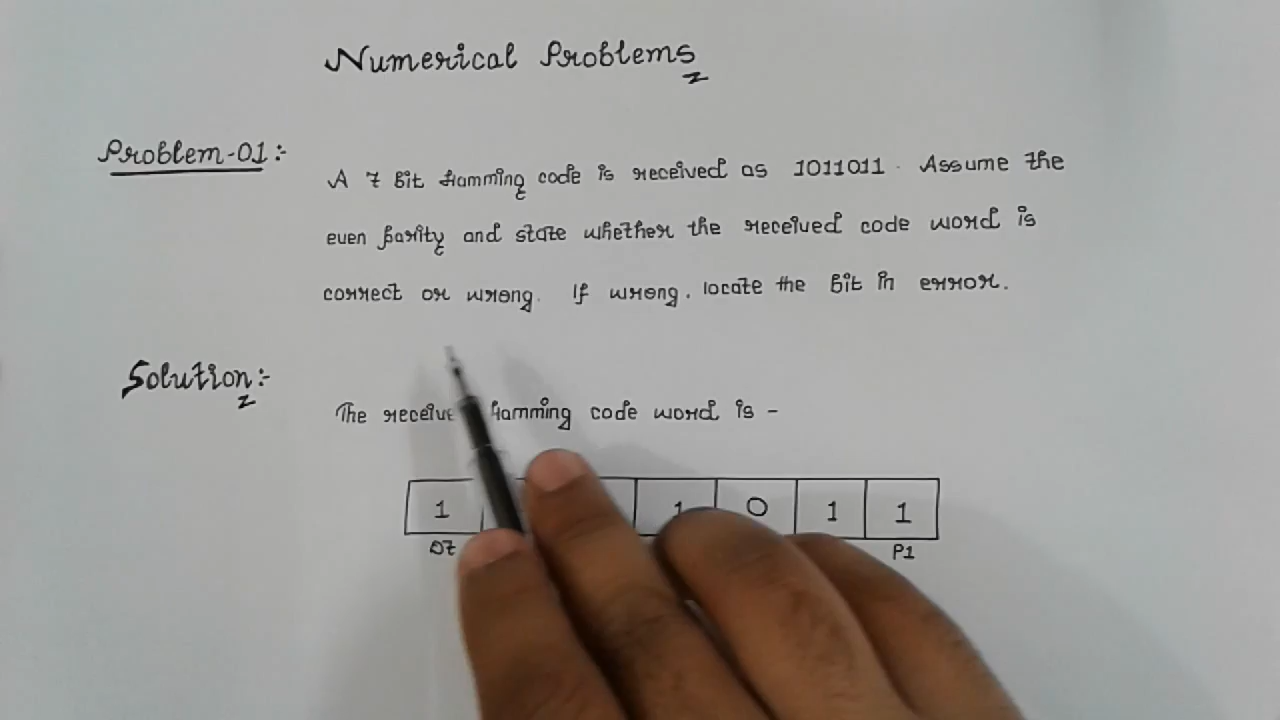 Numerical Problems
Problem-01:-
A 7 Bit Hamming code is received as 1011011. Assume the
even parity and state whether the received code word is
correct or wrong. If wrong, locate the bit in error.
Solution:-
The Hamming code word is -
1 1 0 1 1
D7 P1